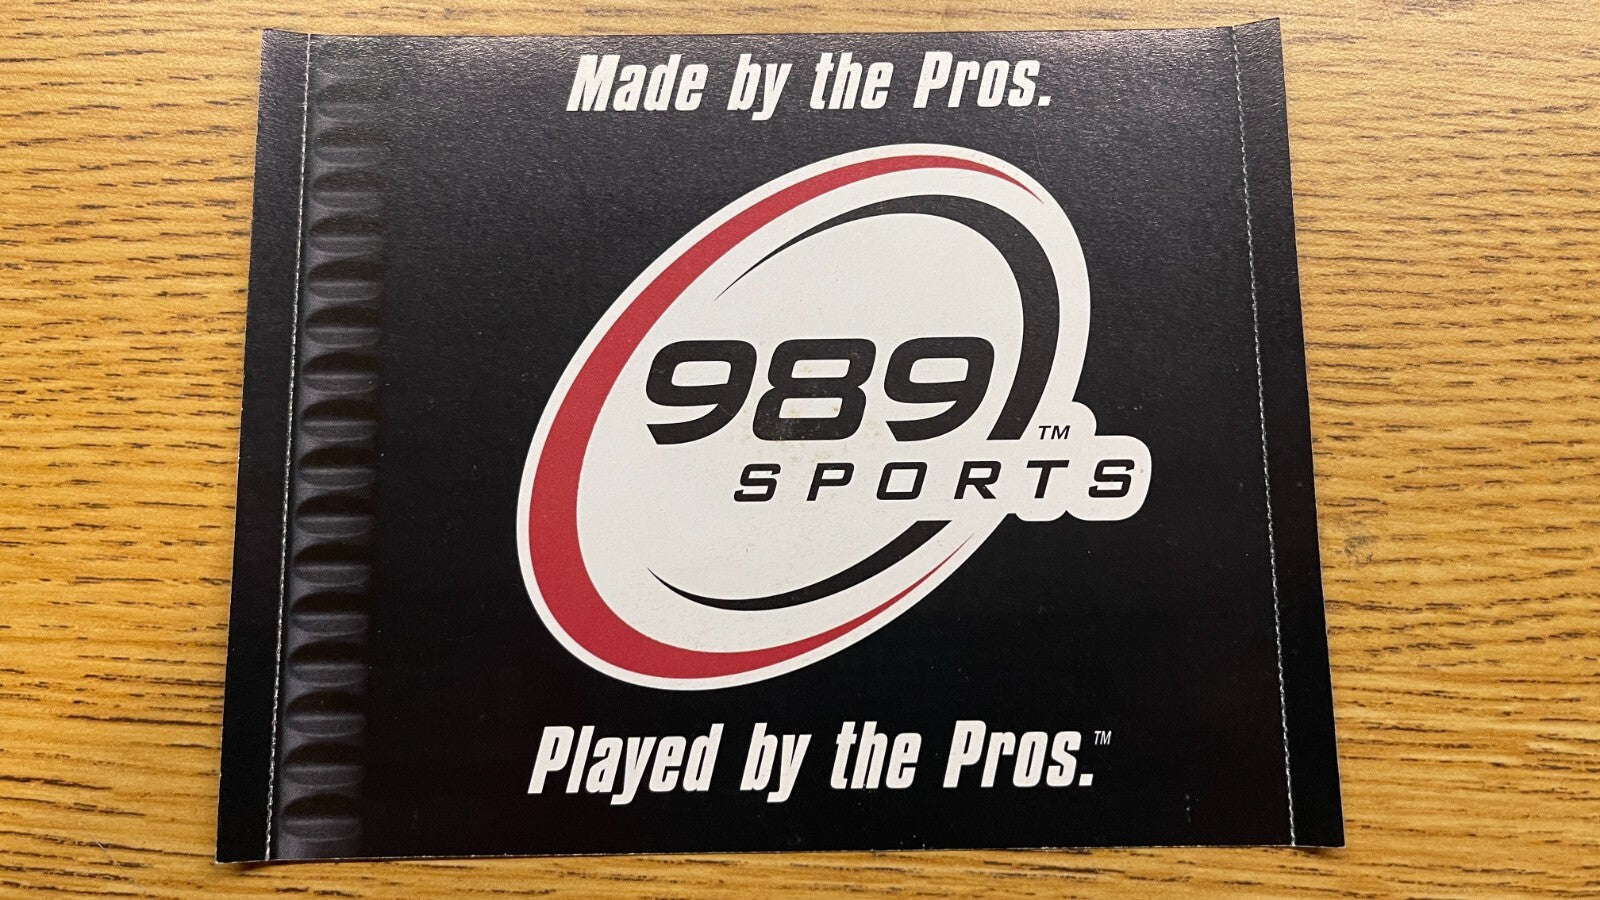 Made by the Pros.
989™
SPORTS
Played by the Pros.™